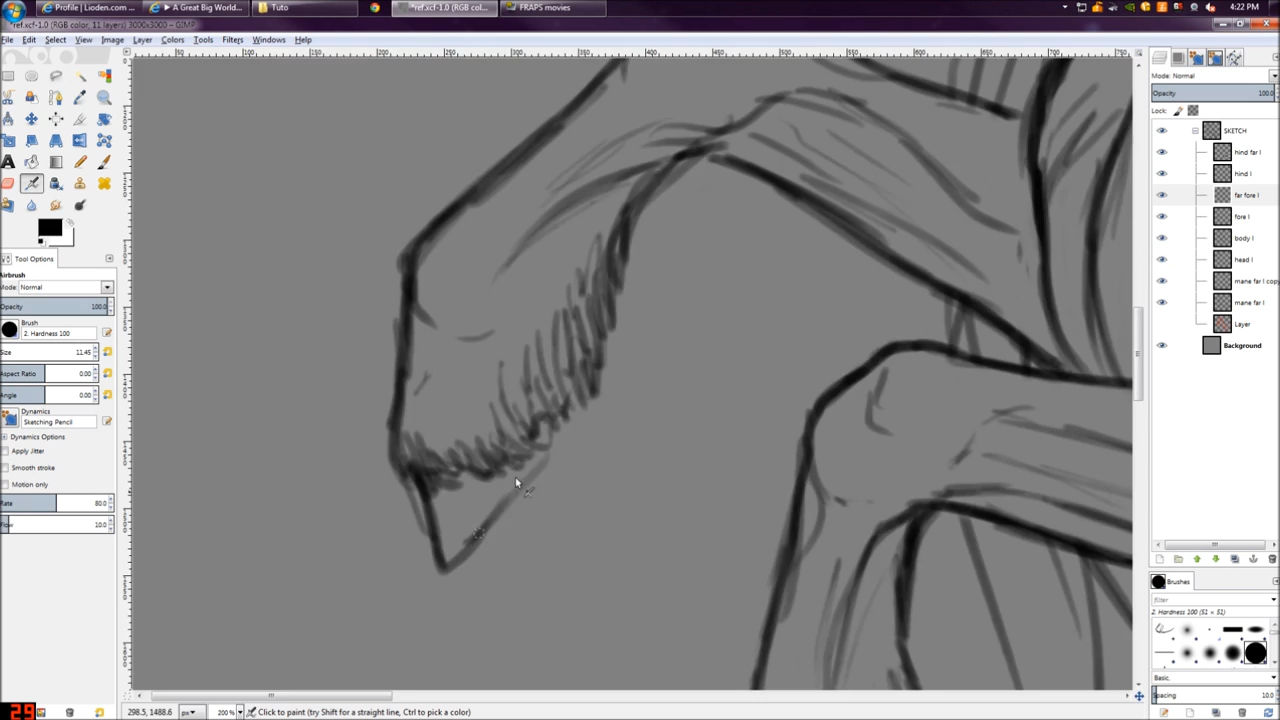 Profile | Lioden.com ...
► A Great Big World...
Tuto
*ref.xcf-1.0 (RGB col...
FRAPS movies
4:22 PM
*ref.xcf-1.0 (RGB color, 11 layers) 3000x3000 – GIMP
File Edit Select View Image Layer Colors Tools Filters Windows Help
Tool Options
Airbrush
Mode: Normal
Opacity 100.0
Brush
2. Hardness 100
Size 11.45
Aspect Ratio 0.00
Angle 0.00
Dynamics
Sketching Pencil
Dynamics Options
Apply Jitter
Smooth stroke
Motion only
Rate 80.0
Flow 10.0
29
298.5, 1488.6 px 200% Click to paint (try Shift for a straight line, Ctrl to pick a co
Mode: Normal
Opacity 100.0
Lock:
SKETCH
hind far l
hind l
far fore l
fore l
body l
head l
mane far l copy
mane far l
Layer
Background
Brushes
filter
2. Hardness 100 (51 × 51)
Basic,
Spacing 10.0